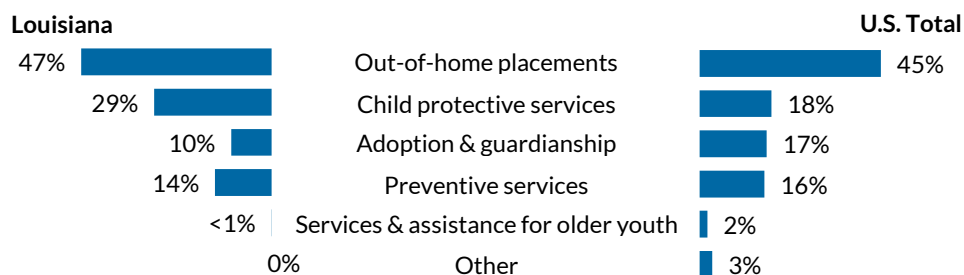 Louisiana U.S. Total
47% Out-of-home placements 45%
29% Child protective services 18%
10% Adoption & guardianship 17%
14% Preventive services 16%
<1% Services & assistance for older youth 2%
0% Other 3%